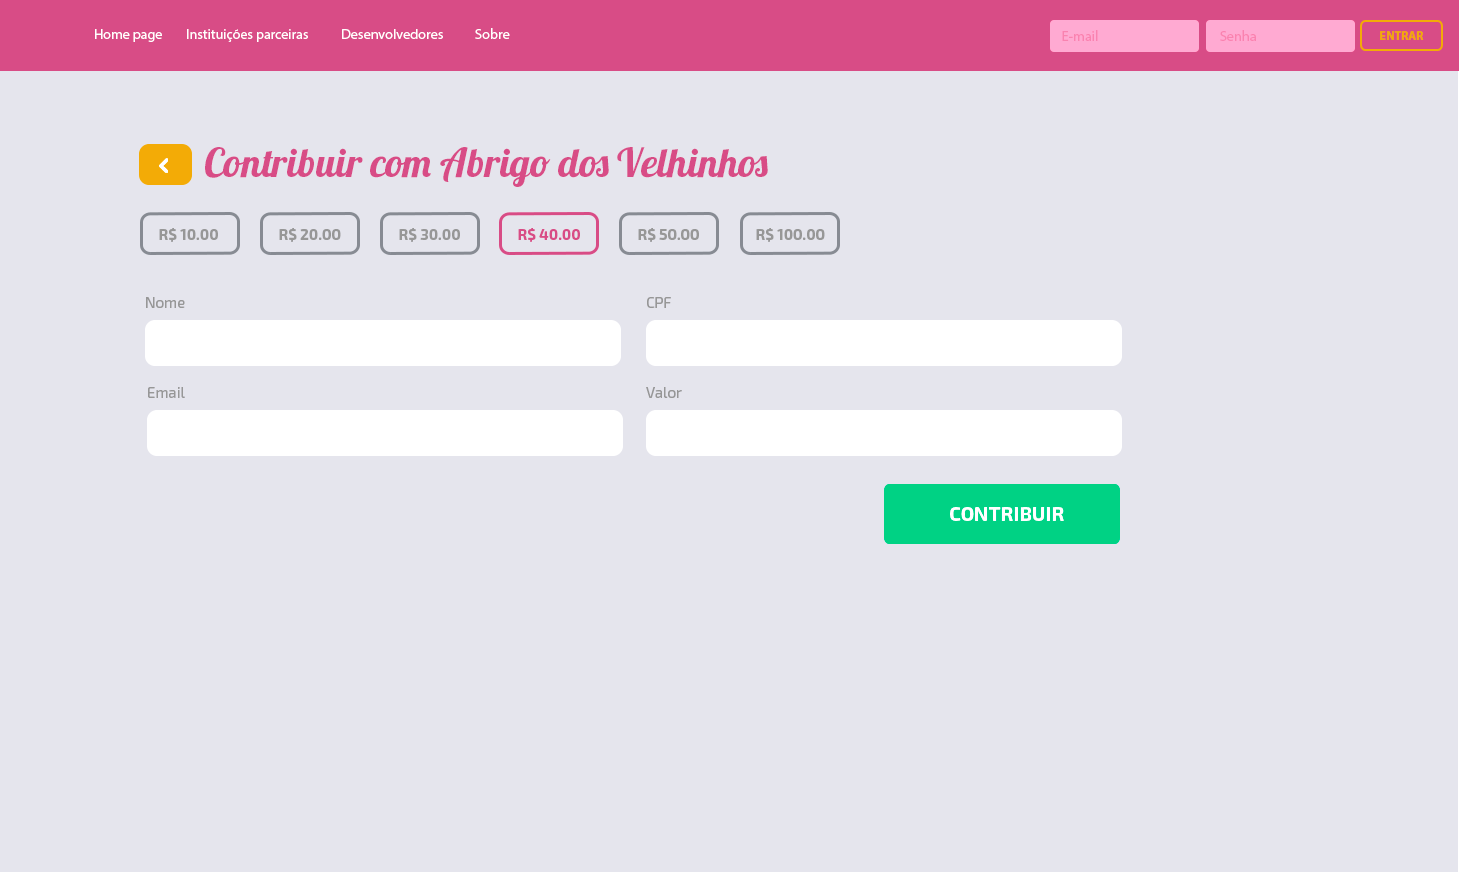 Home page Instituições parceiras Desenvolvedores Sobre E-mail Senha ENTRAR
Contribuir com Abrigo dos Velhinhos
R$ 10.00 R$ 20.00 R$ 30.00 R$ 40.00 R$ 50.00 R$ 100.00
Nome CPF
Email Valor
CONTRIBUIR